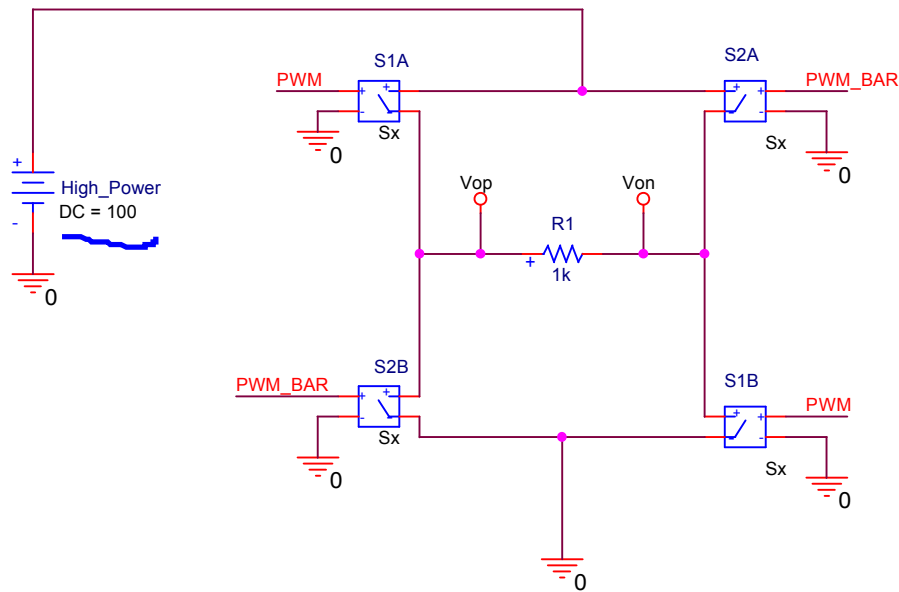 S1A
S2A
PWM
PWM_BAR
+
+
-
Sx
0
+
+
-
Sx
0
+
High_Power
DC = 100
-
0
Vop
Von
R1
+
1k
S2B
S1B
PWM_BAR
PWM
+
+
-
Sx
0
+
+
-
Sx
0
0